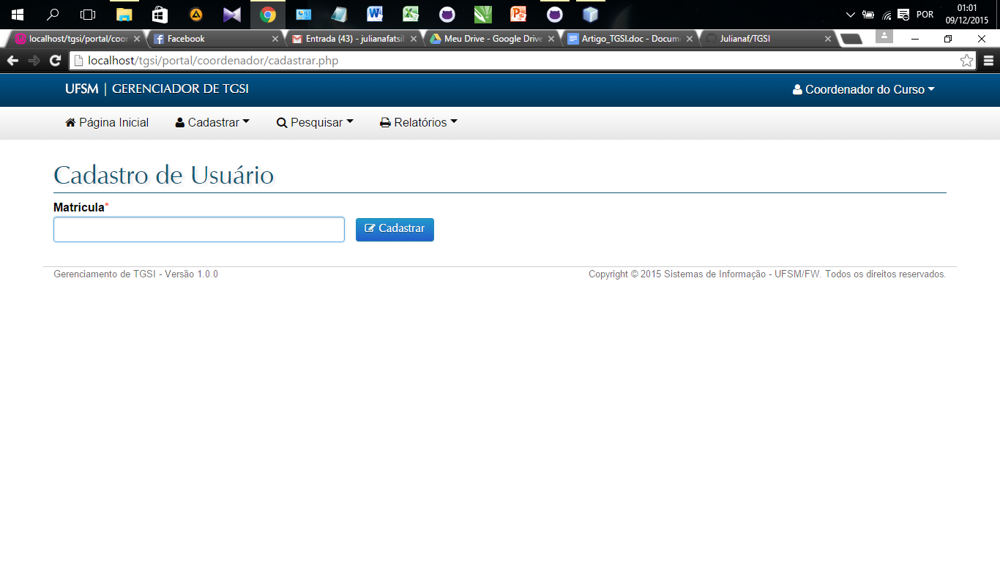 01:01
POR
09/12/2015
localhost/tgsi/portal/coor
Facebook
Entrada (43) - julianafatsil
Meu Drive - Google Drive
Artigo_TGSI.doc - Docum
Julianaf/TGSI
localhost/tgsi/portal/coordenador/cadastrar.php
UFSM | GERENCIADOR DE TGSI
Coordenador do Curso
Página Inicial
Cadastrar
Pesquisar
Relatórios
Cadastro de Usuário
Matrícula*
Cadastrar
Gerenciamento de TGSI - Versão 1.0.0
Copyright © 2015 Sistemas de Informação - UFSM/FW. Todos os direitos reservados.